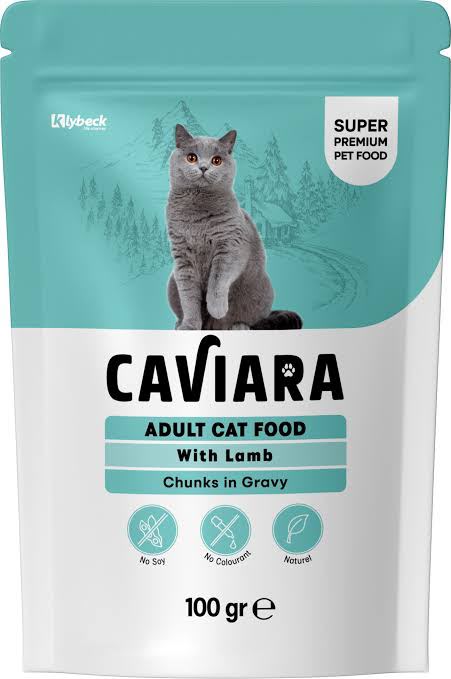 Klybeck
SUPER
PREMIUM
PET FOOD
CAVIARA
ADULT CAT FOOD
With Lamb
Chunks in Gravy
No Soy
No Colourant
Naturel
100 gr ℮